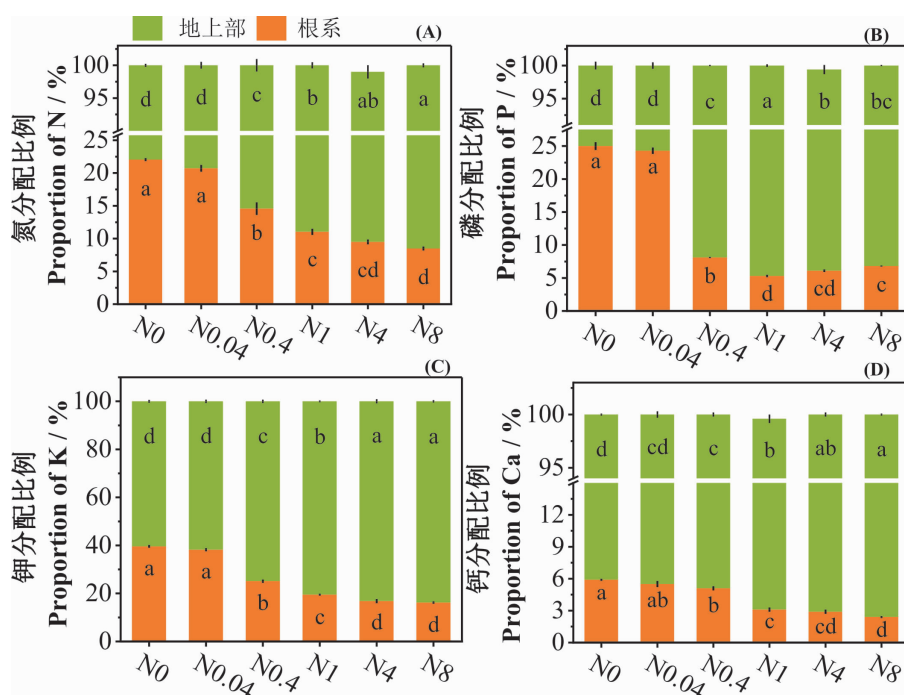 地上部 根系
(A)
氮分配比例
Proportion of N / %
100
95
25
20
15
10
5
0
d d c b ab a
a a b c cd d
N0 N0.04 N0.4 N1 N4 N8
(B)
磷分配比例
Proportion of P / %
100
95
25
20
15
10
5
0
d d c a b bc
a a b d cd c
N0 N0.04 N0.4 N1 N4 N8
(C)
钾分配比例
Proportion of K / %
100
80
60
40
20
0
d d c b a a
a a b c d d
N0 N0.04 N0.4 N1 N4 N8
(D)
钙分配比例
Proportion of Ca / %
100
95
12
9
6
3
0
d cd c b ab a
a ab b c cd d
N0 N0.04 N0.4 N1 N4 N8